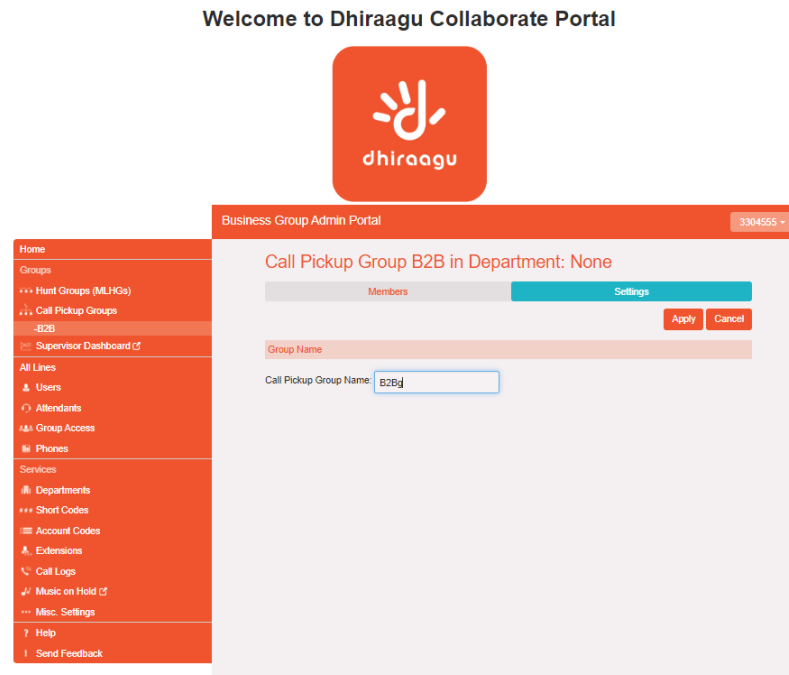 Welcome to Dhiraagu Collaborate Portal
dhiraagu
Business Group Admin Portal
3304555
Home
Groups
Hunt Groups (MLHGs)
Call Pickup Groups
-B2B
Supervisor Dashboard
All Lines
Users
Attendants
Group Access
Phones
Services
Departments
Short Codes
Account Codes
Extensions
Call Logs
Music on Hold
Misc. Settings
? Help
! Send Feedback
Call Pickup Group B2B in Department: None
Members Settings
Apply Cancel
Group Name
Call Pickup Group Name: B2Bg